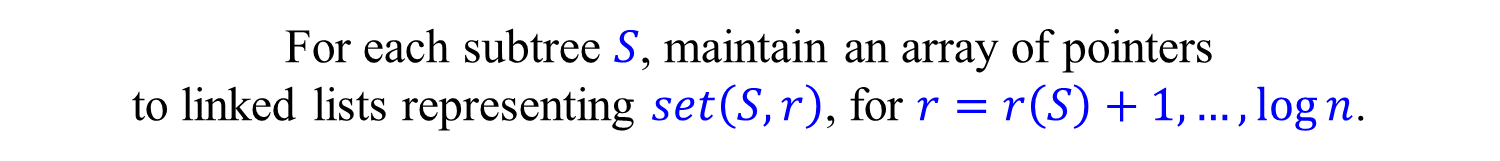 For each subtree S, maintain an array of pointers
to linked lists representing set(S, r), for r = r(S) + 1, … , log n.